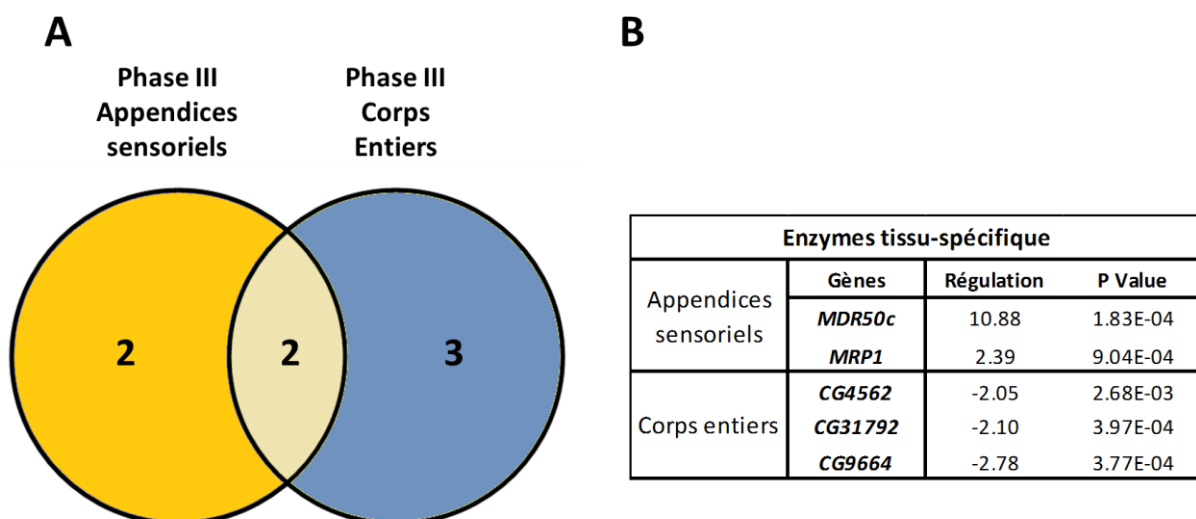 A
B
Phase III
Appendices
sensoriels
Phase III
Corps
Entiers
2
2
3
Enzymes tissu-spécifique
Appendices
sensoriels
Gènes Régulation P Value
MDR50c 10.88 1.83E-04
MRP1 2.39 9.04E-04
Corps entiers
CG4562 -2.05 2.68E-03
CG31792 -2.10 3.97E-04
CG9664 -2.78 3.77E-04